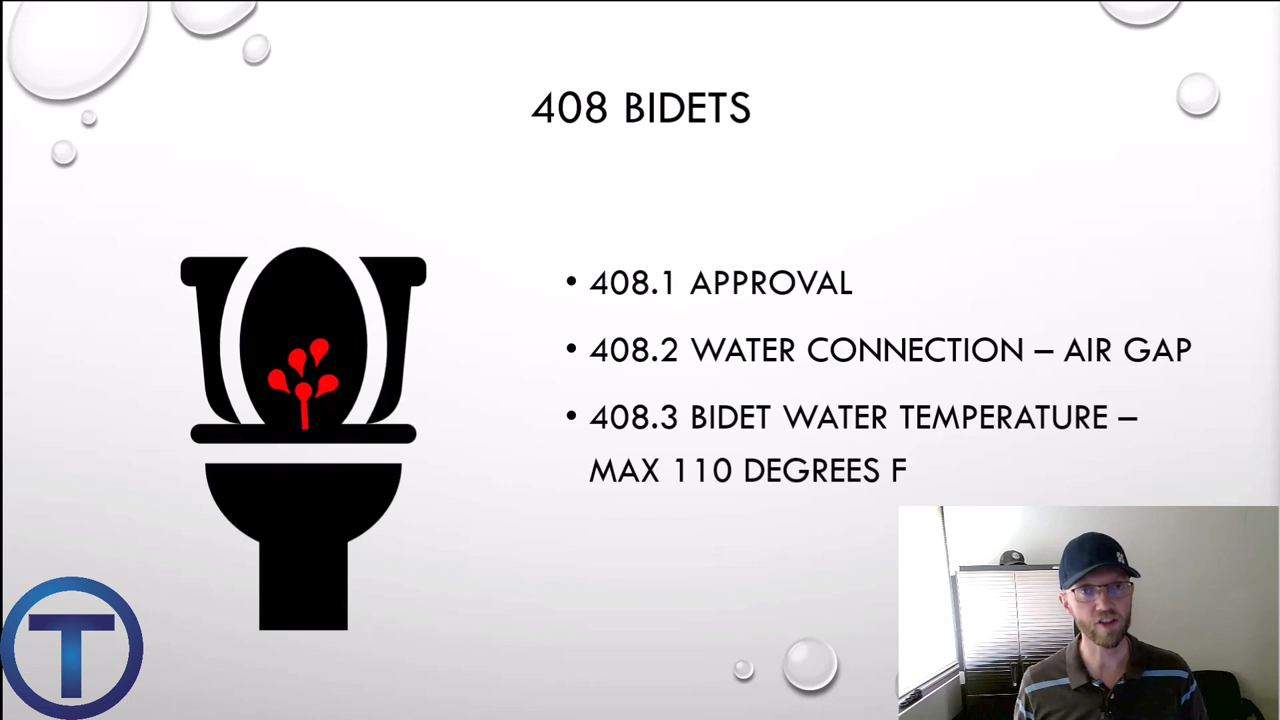 408 BIDETS
• 408.1 APPROVAL
• 408.2 WATER CONNECTION – AIR GAP
• 408.3 BIDET WATER TEMPERATURE –
MAX 110 DEGREES F
T